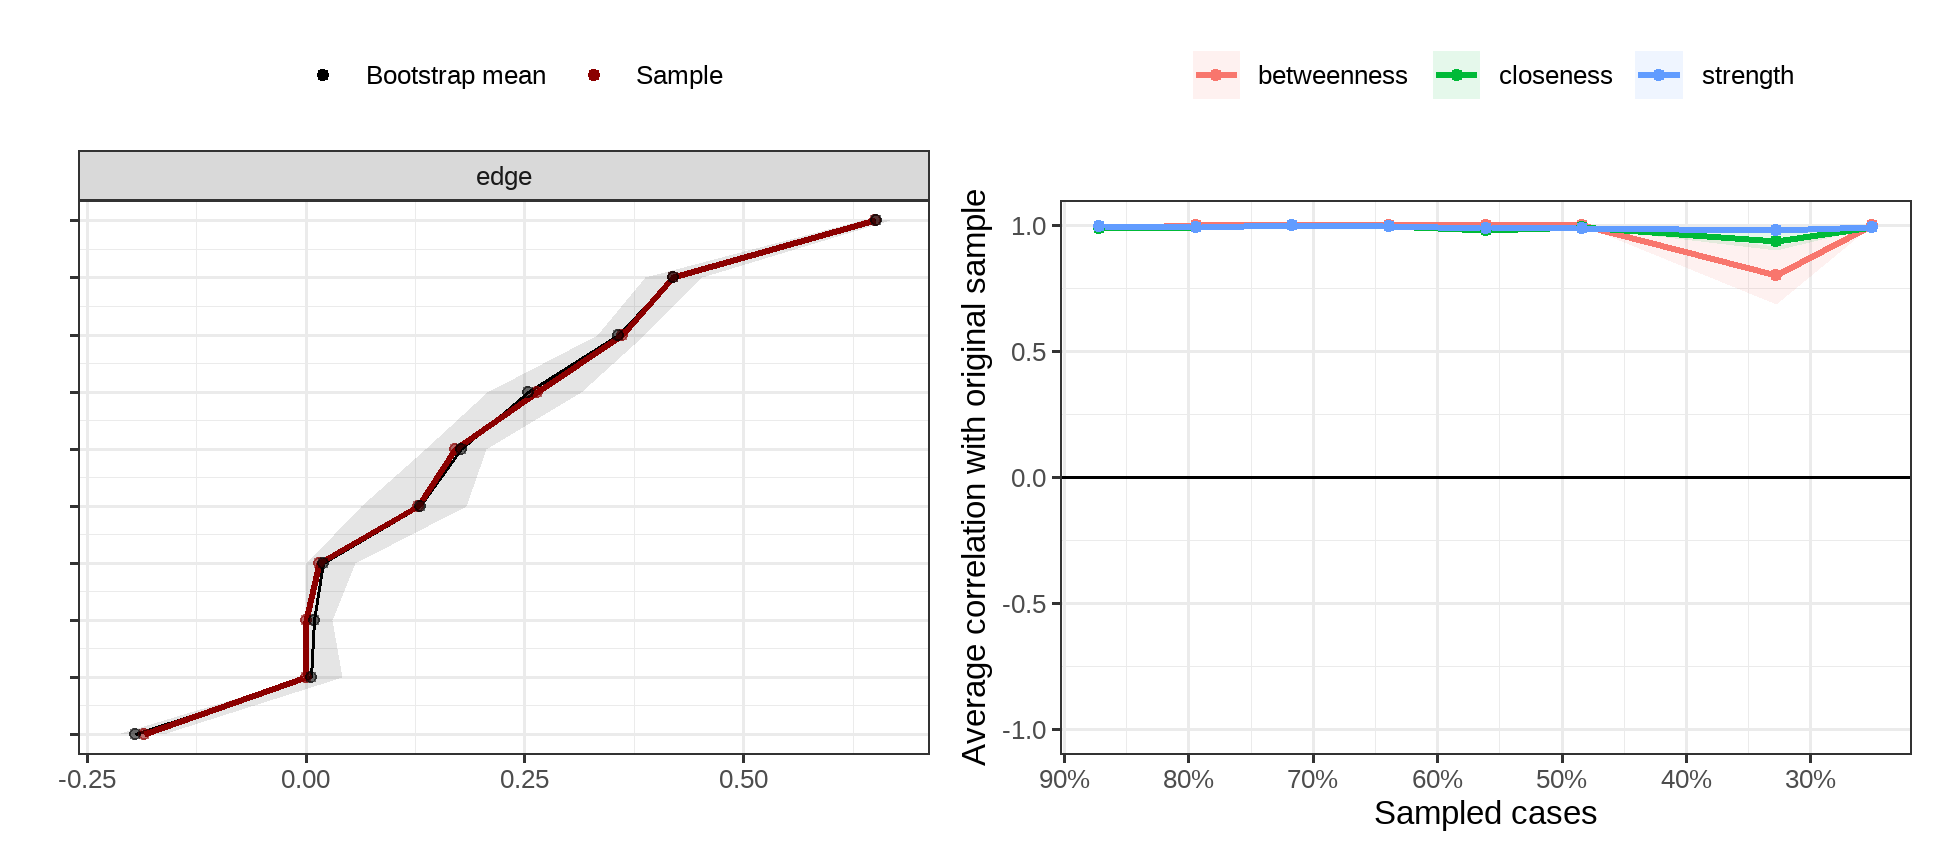 Bootstrap mean Sample
edge
-0.25 0.00 0.25 0.50
betweenness closeness strength
Average correlation with original sample
1.0
0.5
0.0
-0.5
-1.0
90% 80% 70% 60% 50% 40% 30%
Sampled cases